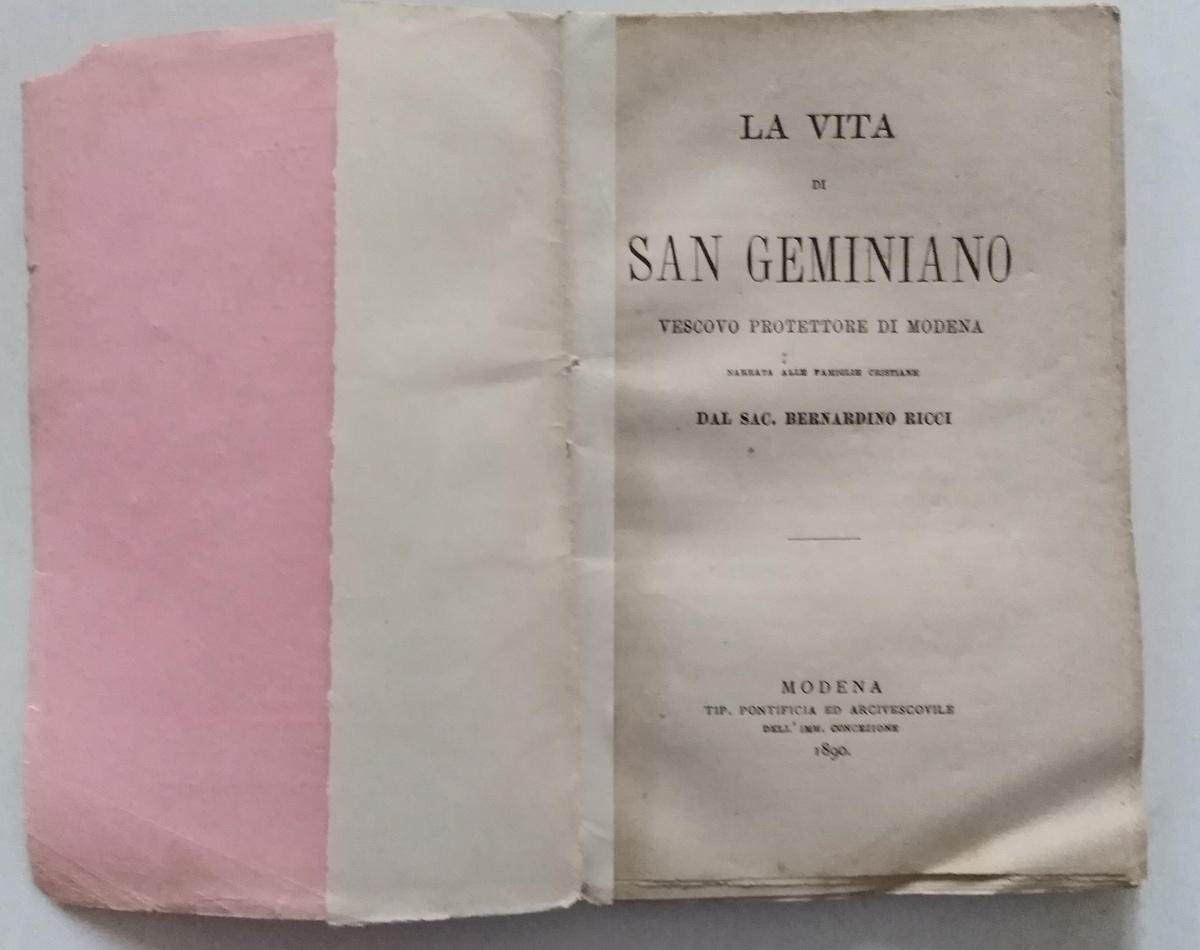 LA VITA
DI
SAN GEMINIANO
VESCOVO PROTETTORE DI MODENA
NARRATA ALLE FAMIGLIE CRISTIANE
DAL SAC. BERNARDINO RICCI
MODENA
TIP. PONTIFICIA ED ARCIVESCOVILE
DELL' IMM. CONCEZIONE
1890.